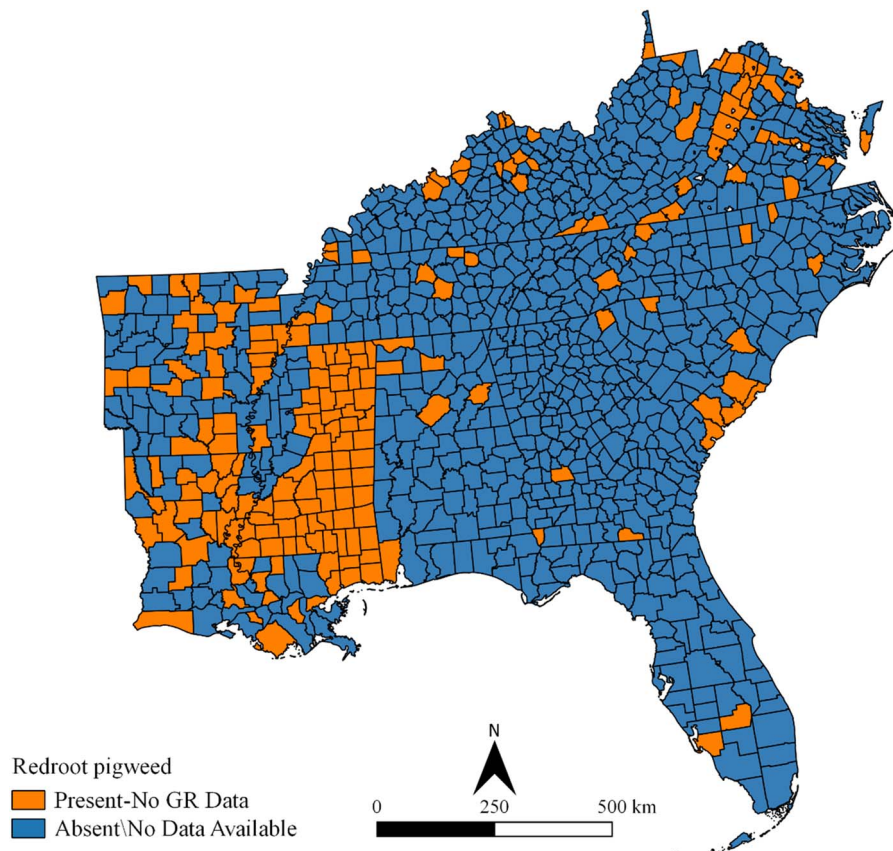 Redroot pigweed
Present-No GR Data
Absent\No Data Available
N
0 250 500 km